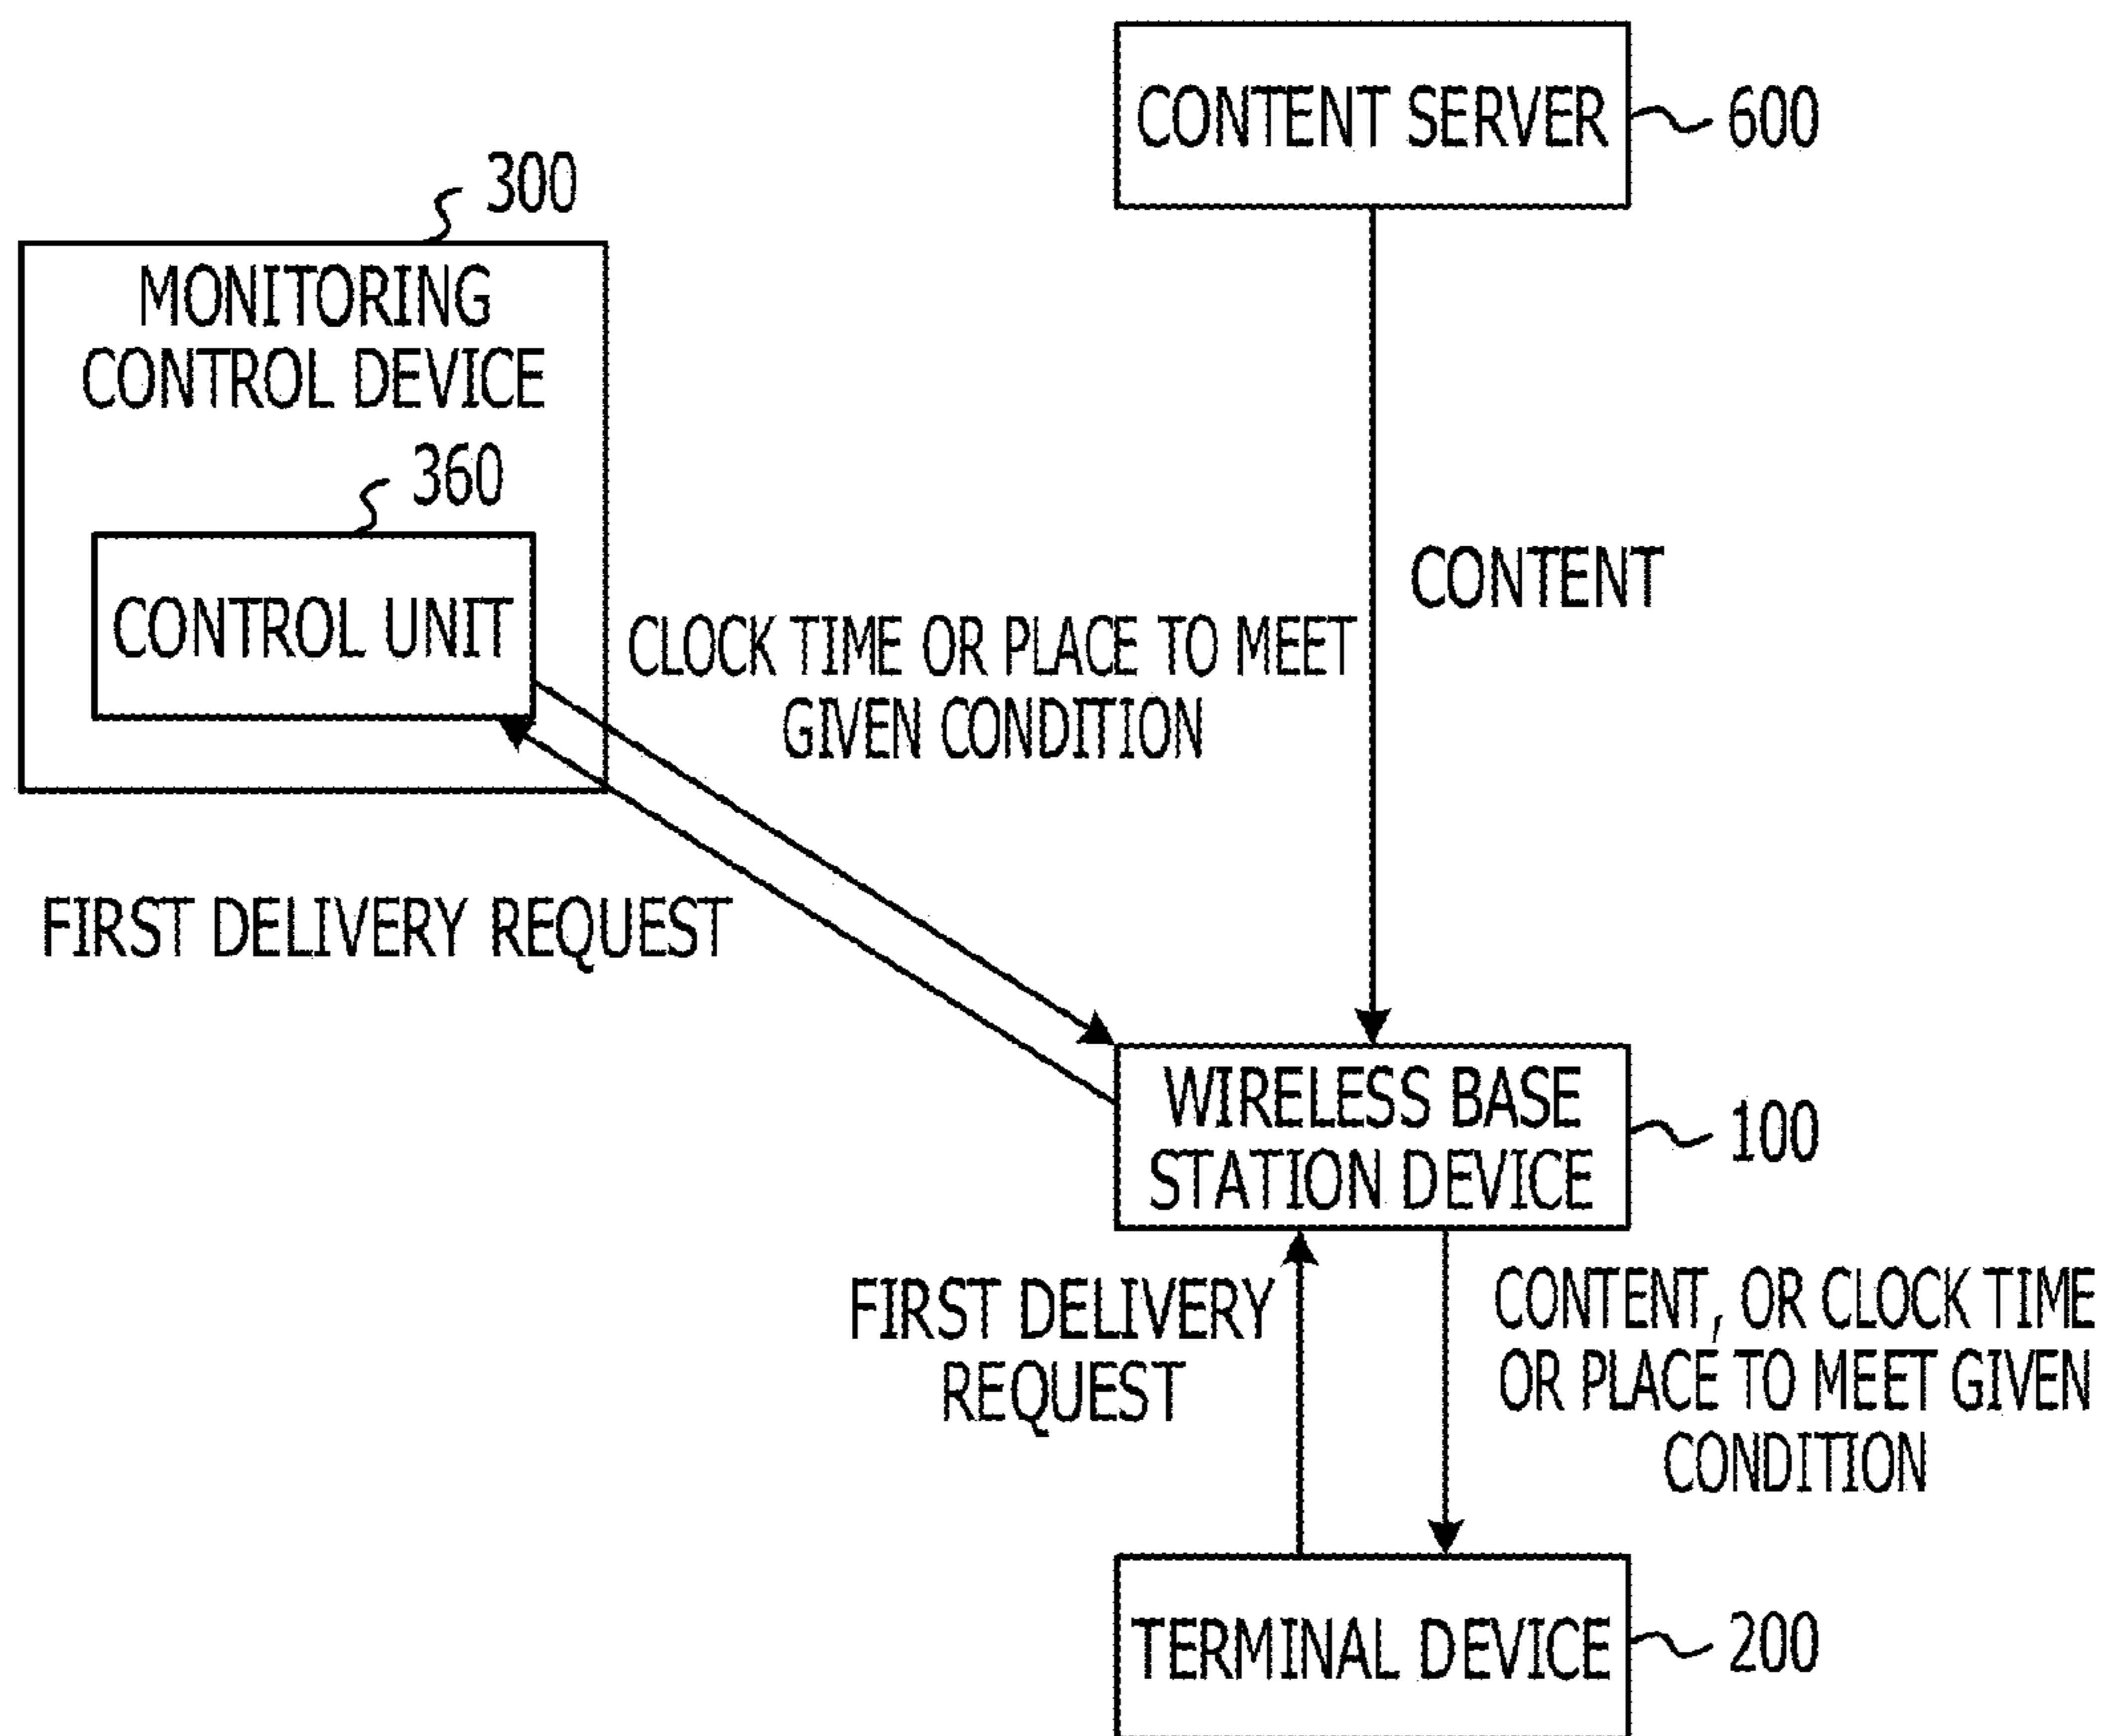 CONTENT SERVER
600
300
MONITORING
CONTROL DEVICE
360
CONTROL UNIT
CLOCK TIME OR PLACE TO MEET
GIVEN CONDITION
CONTENT
FIRST DELIVERY REQUEST
WIRELESS BASE
STATION DEVICE
100
FIRST DELIVERY
REQUEST
CONTENT, OR CLOCK TIME
OR PLACE TO MEET GIVEN
CONDITION
TERMINAL DEVICE
200